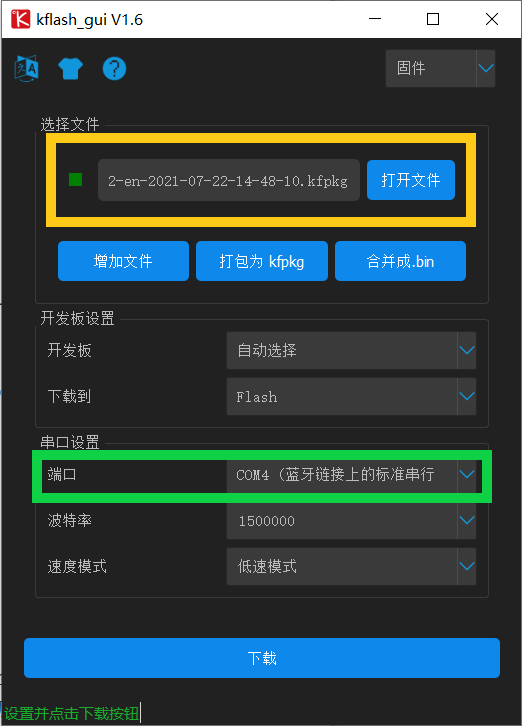 kflash_gui V1.6
固件
选择文件
2-en-2021-07-22-14-48-10.kfpkg
打开文件
增加文件
打包为 kfpkg
合并成.bin
开发板设置
开发板
自动选择
下载到
Flash
串口设置
端口
COM4 (蓝牙链接上的标准串行
波特率
1500000
速度模式
低速模式
下载
设置并点击下载按钮